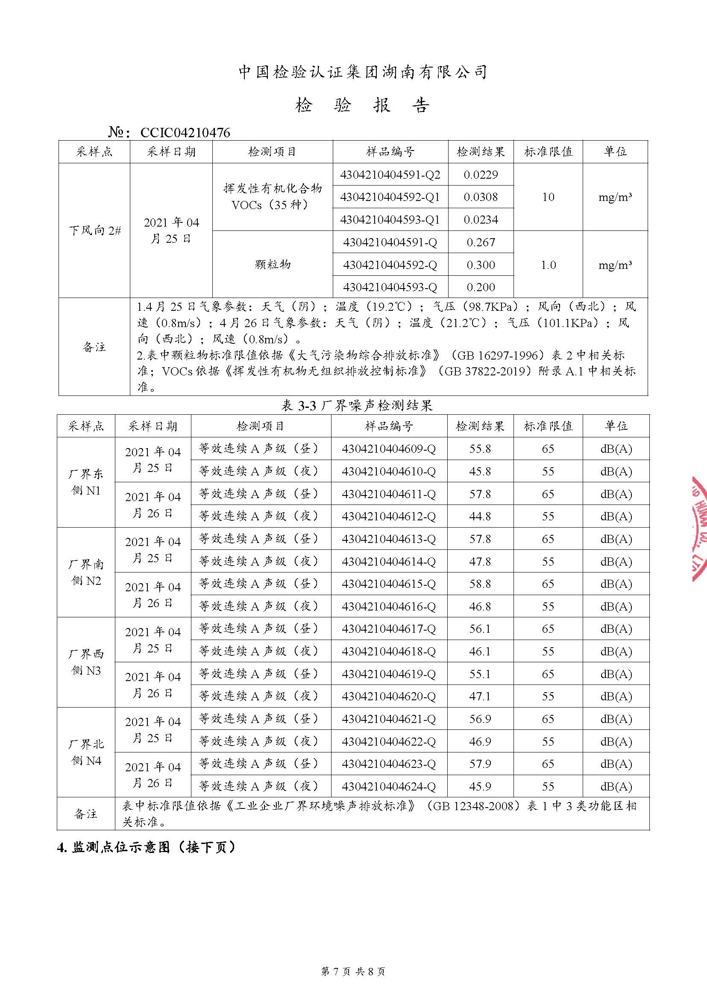 中国检验认证集团湖南有限公司
检 验 报 告
№：CCIC04210476
采样点 采样日期 检测项目 样品编号 检测结果 标准限值 单位
下风向 2# 2021 年 04 月 25 日 挥发性有机化合物 VOCs（35 种） 4304210404591-Q2 0.0229 10 mg/m³
4304210404592-Q1 0.0308
4304210404593-Q1 0.0234
颗粒物 4304210404591-Q 0.267 1.0 mg/m³
4304210404592-Q 0.300
4304210404593-Q 0.200
备注
1.4 月 25 日气象参数：天气（阴）；温度（19.2℃）；气压（98.7KPa）；风向（西北）；风
速（0.8m/s）；4 月 26 日气象参数：天气（阴）；温度（21.2℃）；气压（101.1KPa）；风
向（西北）；风速（0.8m/s）。
2.表中颗粒物标准限值依据《大气污染物综合排放标准》（GB 16297-1996）表 2 中相关标
准；VOCs 依据《挥发性有机物无组织排放控制标准》（GB 37822-2019）附录 A.1 中相关标
准。
表 3-3 厂界噪声检测结果
采样点 采样日期 检测项目 样品编号 检测结果 标准限值 单位
厂界东侧 N1 2021 年 04 月 25 日 等效连续 A 声级（昼） 4304210404609-Q 55.8 65 dB(A)
等效连续 A 声级（夜） 4304210404610-Q 45.8 55 dB(A)
2021 年 04 月 26 日 等效连续 A 声级（昼） 4304210404611-Q 57.8 65 dB(A)
等效连续 A 声级（夜） 4304210404612-Q 44.8 55 dB(A)
厂界南侧 N2 2021 年 04 月 25 日 等效连续 A 声级（昼） 4304210404613-Q 57.8 65 dB(A)
等效连续 A 声级（夜） 4304210404614-Q 47.8 55 dB(A)
2021 年 04 月 26 日 等效连续 A 声级（昼） 4304210404615-Q 58.8 65 dB(A)
等效连续 A 声级（夜） 4304210404616-Q 46.8 55 dB(A)
厂界西侧 N3 2021 年 04 月 25 日 等效连续 A 声级（昼） 4304210404617-Q 56.1 65 dB(A)
等效连续 A 声级（夜） 4304210404618-Q 46.1 55 dB(A)
2021 年 04 月 26 日 等效连续 A 声级（昼） 4304210404619-Q 55.1 65 dB(A)
等效连续 A 声级（夜） 4304210404620-Q 47.1 55 dB(A)
厂界北侧 N4 2021 年 04 月 25 日 等效连续 A 声级（昼） 4304210404621-Q 56.9 65 dB(A)
等效连续 A 声级（夜） 4304210404622-Q 46.9 55 dB(A)
2021 年 04 月 26 日 等效连续 A 声级（昼） 4304210404623-Q 57.9 65 dB(A)
等效连续 A 声级（夜） 4304210404624-Q 45.9 55 dB(A)
备注
表中标准限值依据《工业企业厂界环境噪声排放标准》（GB 12348-2008）表 1 中 3 类功能区相
关标准。
4. 监测点位示意图（接下页）
HUNAN CO., LTD
第 7 页 共 8 页